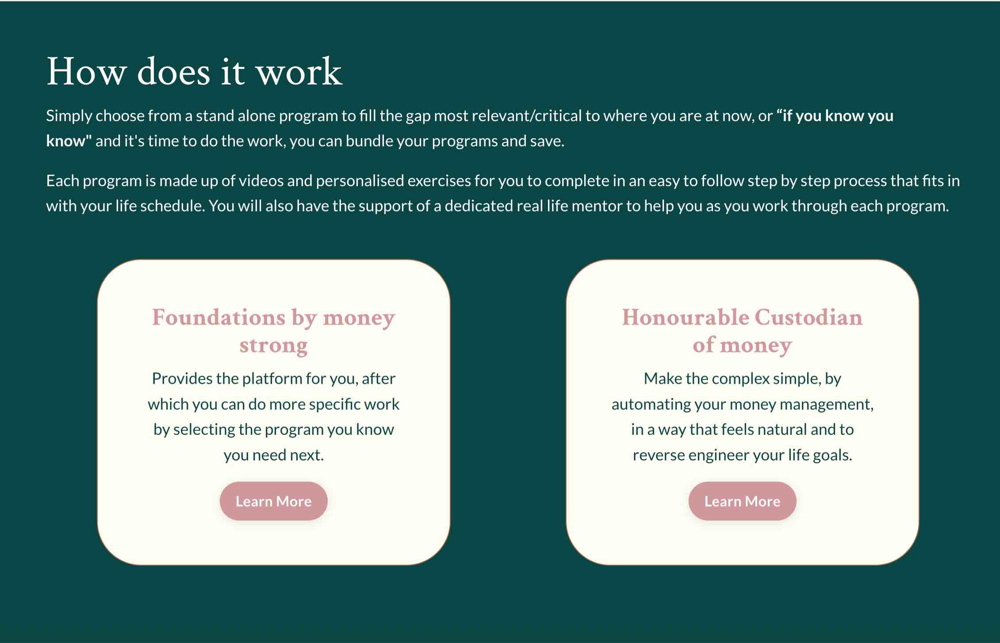 How does it work
Simply choose from a stand alone program to fill the gap most relevant/critical to where you are at now, or “if you know you
know" and it's time to do the work, you can bundle your programs and save.
Each program is made up of videos and personalised exercises for you to complete in an easy to follow step by step process that fits in
with your life schedule. You will also have the support of a dedicated real life mentor to help you as you work through each program.
Foundations by money
strong
Provides the platform for you, after
which you can do more specific work
by selecting the program you know
you need next.
Learn More
Honourable Custodian
of money
Make the complex simple, by
automating your money management,
in a way that feels natural and to
reverse engineer your life goals.
Learn More